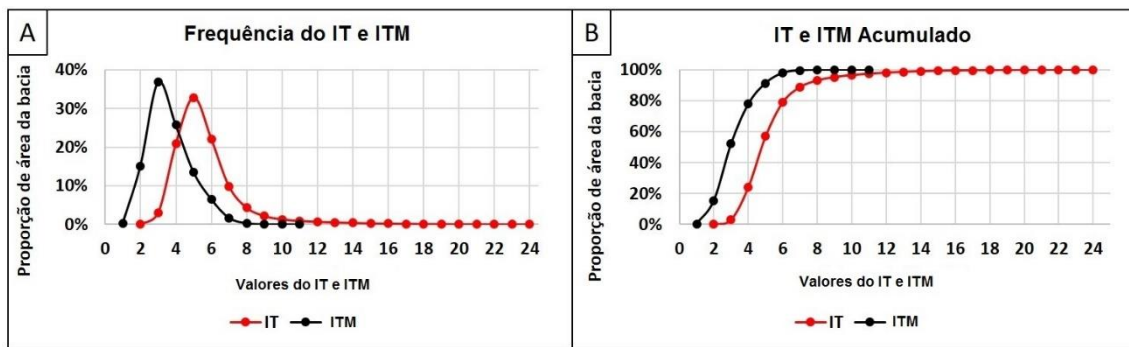 A
Frequência do IT e ITM
Proporção de área da bacia
40%
30%
20%
10%
0%
0 2 4 6 8 10 12 14 16 18 20 22 24
Valores do IT e ITM
IT ITM
B
IT e ITM Acumulado
Proporção de área da bacia
100%
80%
60%
40%
20%
0%
0 2 4 6 8 10 12 14 16 18 20 22 24
Valores do IT e ITM
IT ITM